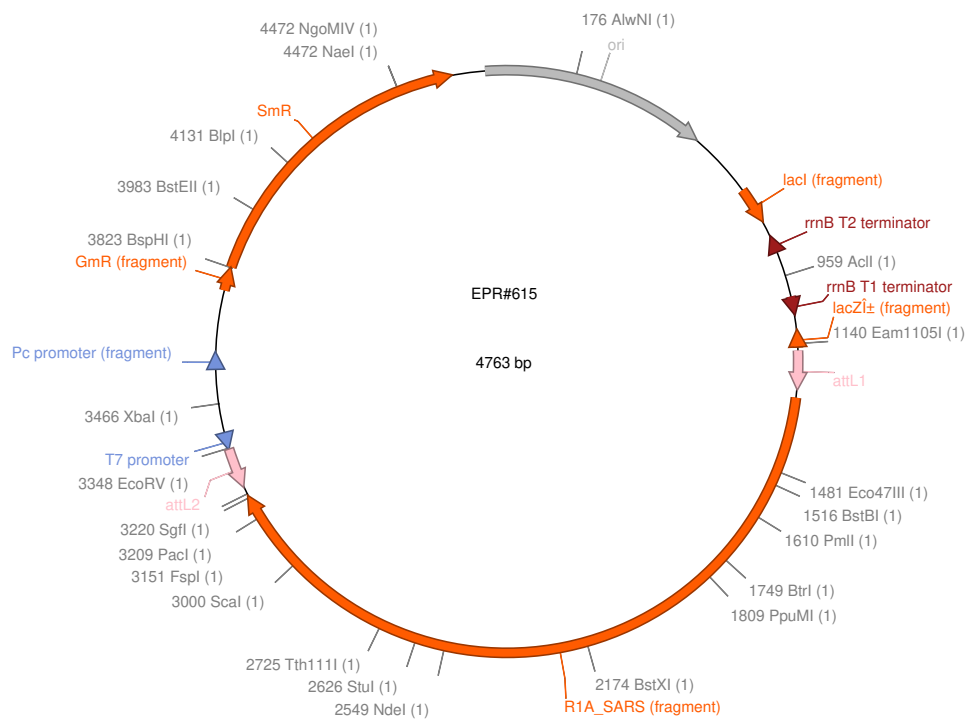 4472 NgoMIV (1)
4472 NaeI (1)
176 AlwNI (1)
ori
SmR
4131 BlpI (1)
3983 BstEII (1)
3823 BspHI (1)
GmR (fragment)
lacI (fragment)
rrnB T2 terminator
959 AclI (1)
rrnB T1 terminator
lacZÎ± (fragment)
1140 Eam1105I (1)
attL1
EPR#615
4763 bp
Pc promoter (fragment)
3466 XbaI (1)
T7 promoter
3348 EcoRV (1)
attL2
3220 SgfI (1)
3209 PacI (1)
3151 FspI (1)
3000 ScaI (1)
1481 Eco47III (1)
1516 BstBI (1)
1610 PmlI (1)
1749 BtrI (1)
1809 PpuMI (1)
2725 Tth111I (1)
2626 StuI (1)
2549 NdeI (1)
2174 BstXI (1)
R1A_SARS (fragment)